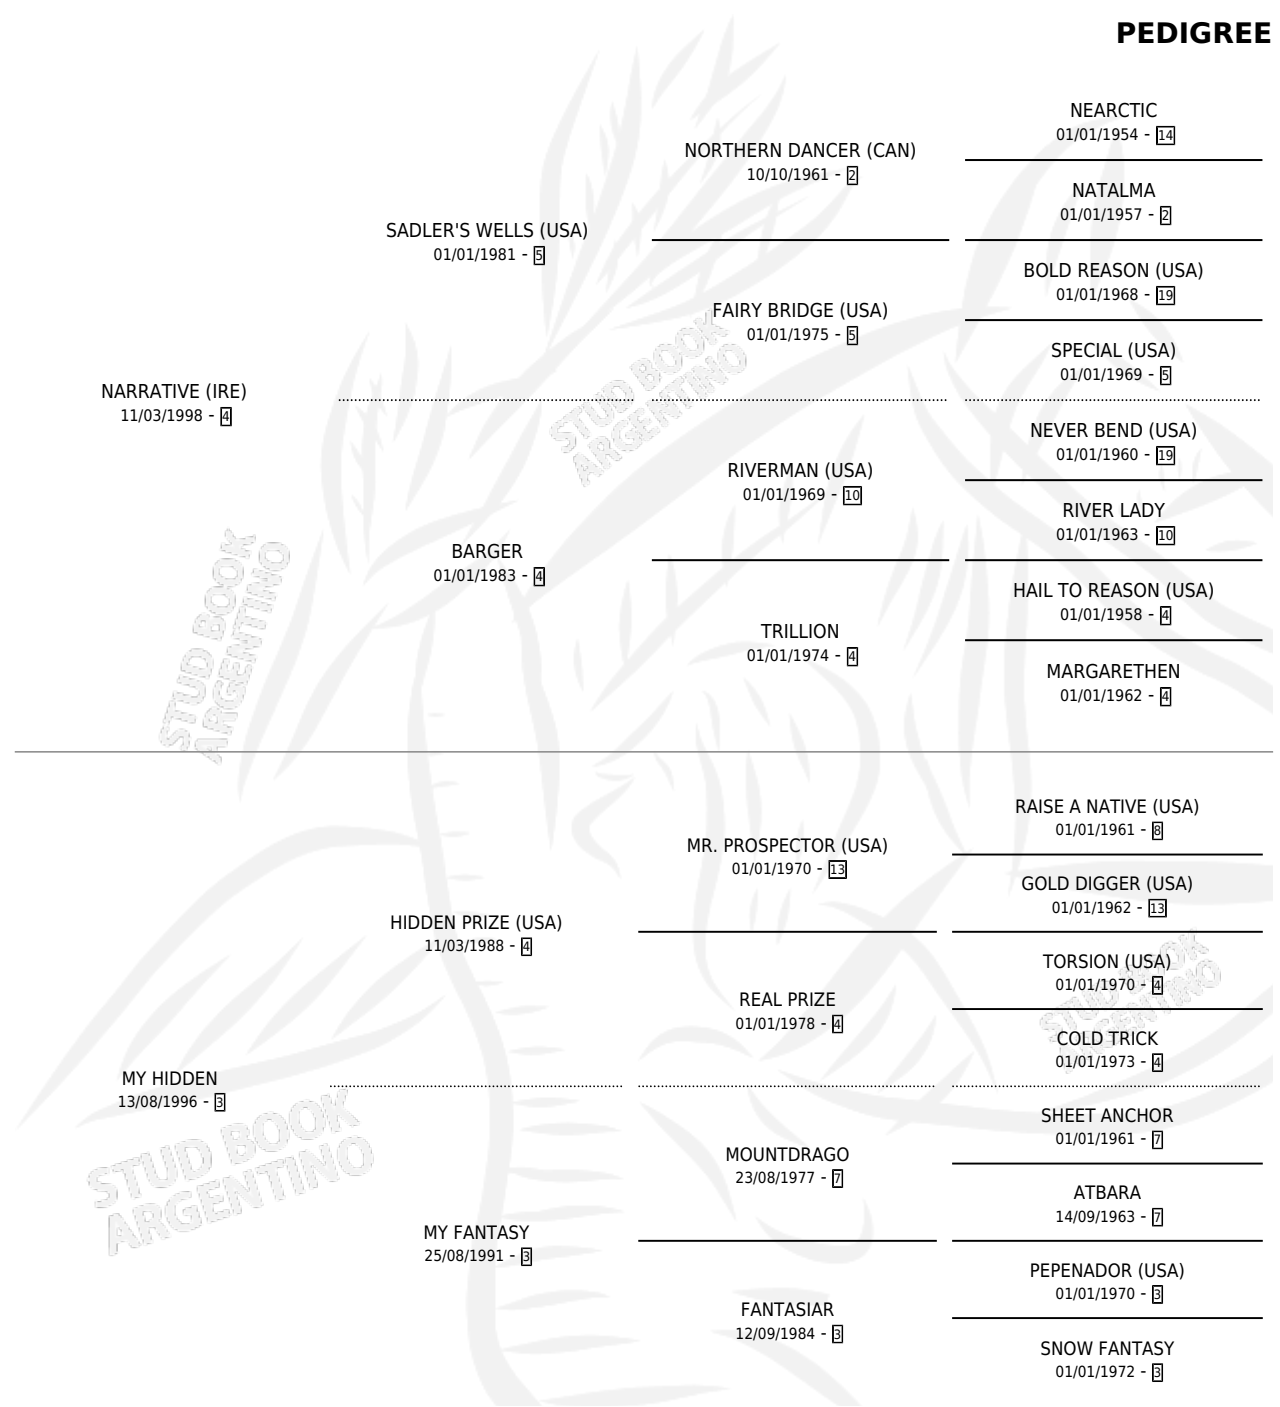 PEDIGREE
NEARCTIC
01/01/1954 - 14
NORTHERN DANCER (CAN)
10/10/1961 - 2
NATALMA
01/01/1957 - 2
SADLER'S WELLS (USA)
01/01/1981 - 5
BOLD REASON (USA)
01/01/1968 - 19
FAIRY BRIDGE (USA)
01/01/1975 - 5
SPECIAL (USA)
01/01/1969 - 5
NARRATIVE (IRE)
11/03/1998 - 4
STUD BOOK
ARGENTINO
NEVER BEND (USA)
01/01/1960 - 19
RIVERMAN (USA)
01/01/1969 - 10
RIVER LADY
01/01/1963 - 10
BARGER
01/01/1983 - 4
HAIL TO REASON (USA)
01/01/1958 - 4
TRILLION
01/01/1974 - 4
MARGARETHEN
01/01/1962 - 4
STUD BOOK
ARGENTINO
RAISE A NATIVE (USA)
01/01/1961 - 8
MR. PROSPECTOR (USA)
01/01/1970 - 13
GOLD DIGGER (USA)
01/01/1962 - 13
HIDDEN PRIZE (USA)
11/03/1988 - 4
TORSION (USA)
01/01/1970 - 4
REAL PRIZE
01/01/1978 - 4
COLD TRICK
01/01/1973 - 4
STUD BOOK
ARGENTINO
MY HIDDEN
13/08/1996 - 3
SHEET ANCHOR
01/01/1961 - 7
MOUNTDRAGO
23/08/1977 - 7
ATBARA
14/09/1963 - 7
STUD BOOK
ARGENTINO
MY FANTASY
25/08/1991 - 3
PEPENADOR (USA)
01/01/1970 - 3
FANTASIAR
12/09/1984 - 3
SNOW FANTASY
01/01/1972 - 3